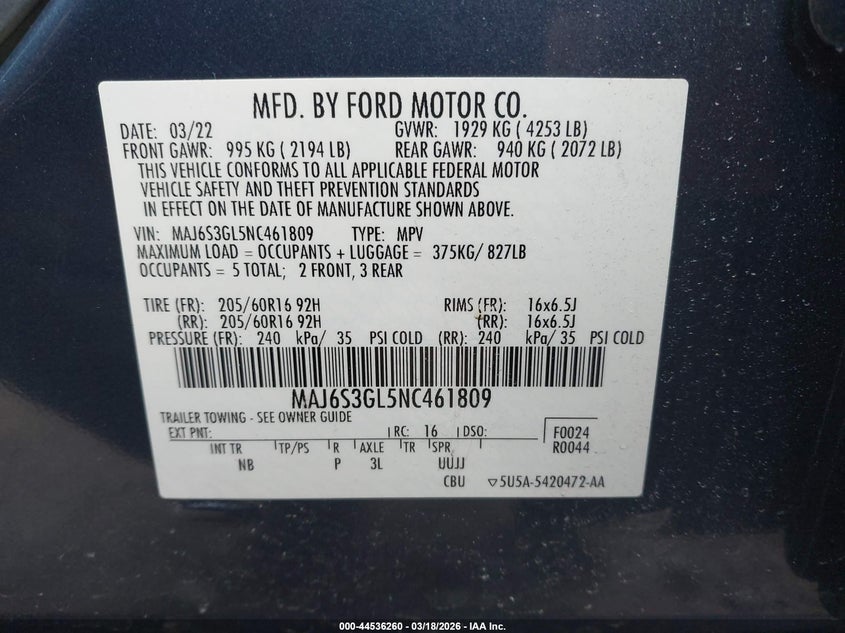 MFD. BY FORD MOTOR CO.
DATE: 03/22 GVWR: 1929 KG ( 4253 LB)
FRONT GAWR: 995 KG ( 2194 LB) REAR GAWR: 940 KG ( 2072 LB)
THIS VEHICLE CONFORMS TO ALL APPLICABLE FEDERAL MOTOR
VEHICLE SAFETY AND THEFT PREVENTION STANDARDS
IN EFFECT ON THE DATE OF MANUFACTURE SHOWN ABOVE.
VIN: MAJ6S3GL5NC461809 TYPE: MPV
MAXIMUM LOAD = OCCUPANTS + LUGGAGE = 375KG/ 827LB
OCCUPANTS = 5 TOTAL; 2 FRONT, 3 REAR
TIRE (FR): 205/60R16 92H RIMS (FR): 16x6.5J
(RR): 205/60R16 92H (RR): 16x6.5J
PRESSURE (FR): 240 kPa/ 35 PSI COLD (RR): 240 kPa/ 35 PSI COLD
MAJ6S3GL5NC461809
TRAILER TOWING - SEE OWNER GUIDE
EXT PNT: RC: 16 DSO: F0024
INT TR TP/PS R AXLE TR SPR R0044
NB P 3L UUJJ
CBU ▽5U5A-5420472-AA
000-44536260 - 03/18/2026 - IAA Inc.